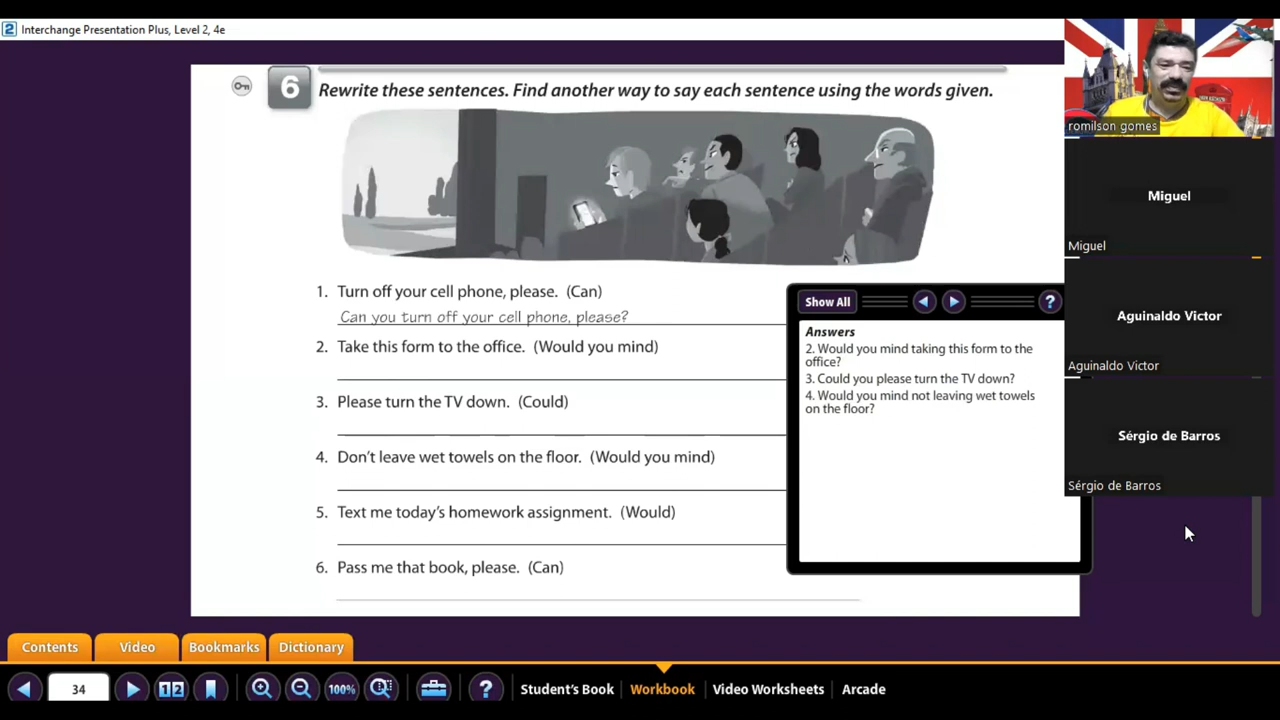 2 Interchange Presentation Plus, Level 2, 4e
6 Rewrite these sentences. Find another way to say each sentence using the words given.
1. Turn off your cell phone, please. (Can)
Can you turn off your cell phone, please?
2. Take this form to the office. (Would you mind)
3. Please turn the TV down. (Could)
4. Don't leave wet towels on the floor. (Would you mind)
5. Text me today's homework assignment. (Would)
6. Pass me that book, please. (Can)
Show All ?
Answers
2. Would you mind taking this form to the
office?
3. Could you please turn the TV down?
4. Would you mind not leaving wet towels
on the floor?
romilson gomes
Miguel
Miguel
Aguinaldo Victor
Aguinaldo Victor
Sérgio de Barros
Sérgio de Barros
Contents Video Bookmarks Dictionary
34 1 2 100% ? Student's Book Workbook Video Worksheets Arcade